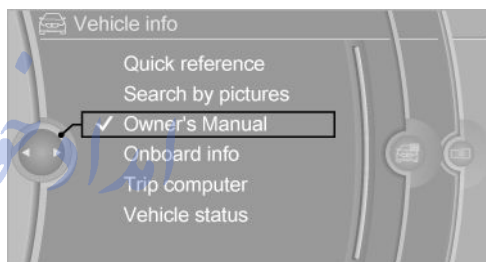 Vehicle info
Quick reference
Search by pictures
✓ Owner's Manual
Onboard info
Trip computer
Vehicle status